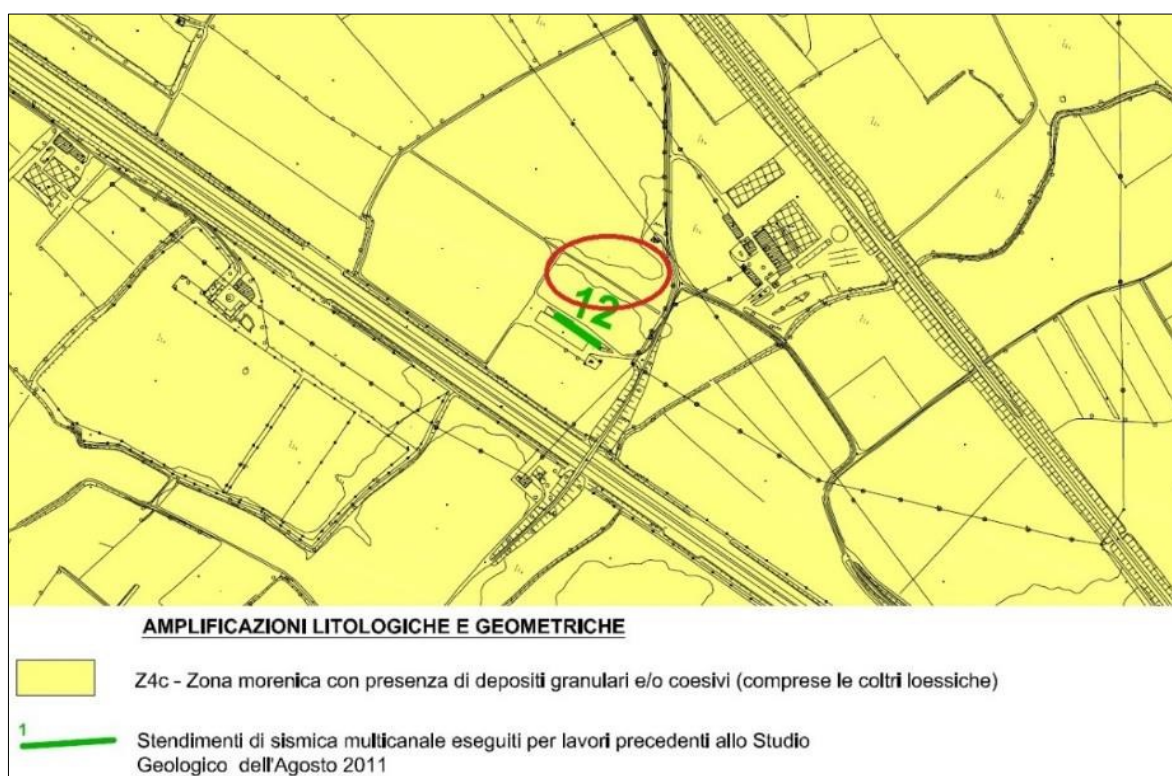 12
AMPLIFICAZIONI LITOLOGICHE E GEOMETRICHE
Z4c - Zona morenica con presenza di depositi granulari e/o coesivi (comprese le coltri loessiche)
1
Stendimenti di sismica multicanale eseguiti per lavori precedenti allo Studio
Geologico dell'Agosto 2011